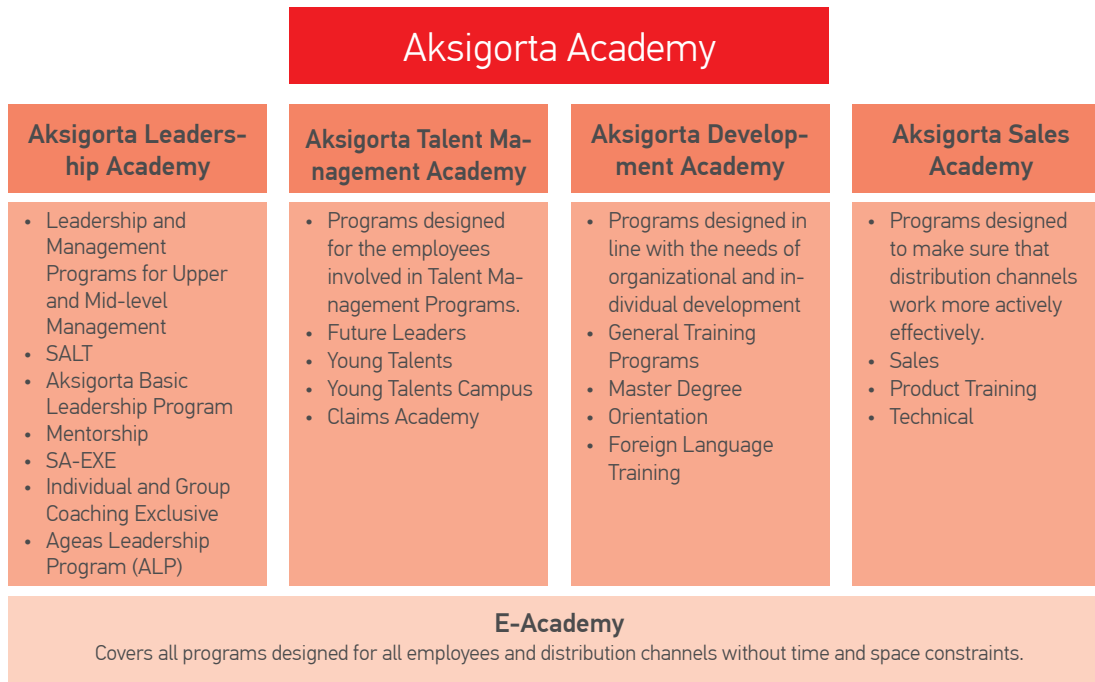 Aksigorta Academy
Aksigorta Leaders-
hip Academy
• Leadership and
Management
Programs for Upper
and Mid-level
Management
• SALT
• Aksigorta Basic
Leadership Program
• Mentorship
• SA-EXE
• Individual and Group
Coaching Exclusive
• Ageas Leadership
Program (ALP)
Aksigorta Talent Ma-
nagement Academy
• Programs designed
for the employees
involved in Talent Ma-
nagement Programs.
• Future Leaders
• Young Talents
• Young Talents Campus
• Claims Academy
Aksigorta Develop-
ment Academy
• Programs designed in
line with the needs of
organizational and in-
dividual development
• General Training
Programs
• Master Degree
• Orientation
• Foreign Language
Training
Aksigorta Sales
Academy
• Programs designed
to make sure that
distribution channels
work more actively
effectively.
• Sales
• Product Training
• Technical
E-Academy
Covers all programs designed for all employees and distribution channels without time and space constraints.